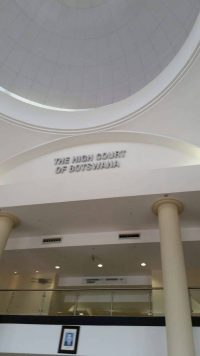 THE HIGH COURT
OF BOTSWANA